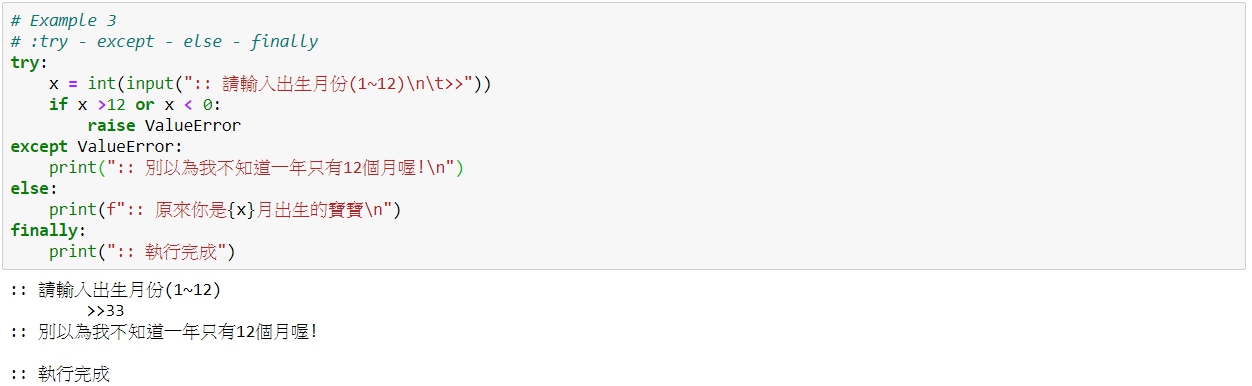 # Example 3
# :try - except - else - finally
try:
    x = int(input(":: 請輸入出生月份(1~12)\n\t>>"))
    if x >12 or x < 0:
        raise ValueError
except ValueError:
    print(":: 別以為我不知道一年只有12個月喔!\n")
else:
    print(f":: 原來你是{x}月出生的寶寶\n")
finally:
    print(":: 執行完成")
:: 請輸入出生月份(1~12)
        >>33
:: 別以為我不知道一年只有12個月喔!
:: 執行完成